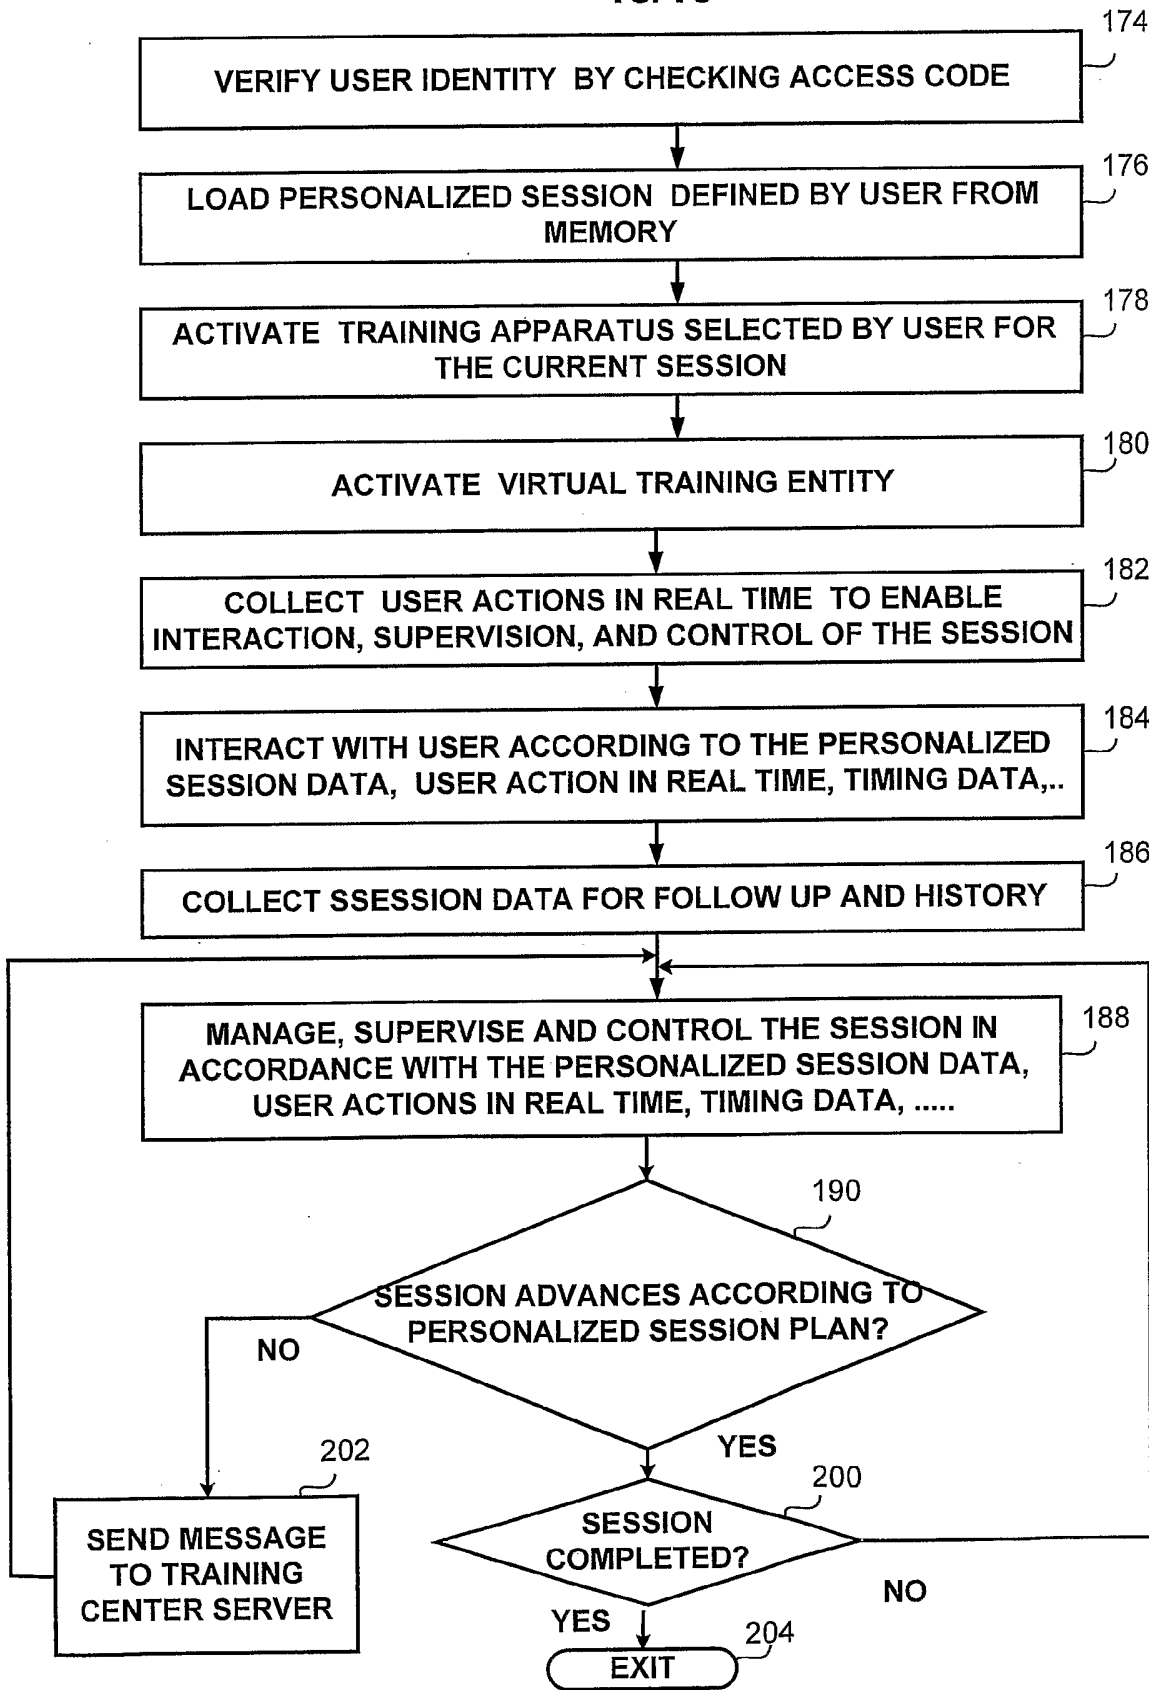 174
VERIFY USER IDENTITY BY CHECKING ACCESS CODE
176
LOAD PERSONALIZED SESSION DEFINED BY USER FROM
MEMORY
178
ACTIVATE TRAINING APPARATUS SELECTED BY USER FOR
THE CURRENT SESSION
180
ACTIVATE VIRTUAL TRAINING ENTITY
182
COLLECT USER ACTIONS IN REAL TIME TO ENABLE
INTERACTION, SUPERVISION, AND CONTROL OF THE SESSION
184
INTERACT WITH USER ACCORDING TO THE PERSONALIZED
SESSION DATA, USER ACTION IN REAL TIME, TIMING DATA,..
186
COLLECT SSESSION DATA FOR FOLLOW UP AND HISTORY
188
MANAGE, SUPERVISE AND CONTROL THE SESSION IN
ACCORDANCE WITH THE PERSONALIZED SESSION DATA,
USER ACTIONS IN REAL TIME, TIMING DATA, .....
190
SESSION ADVANCES ACCORDING TO
PERSONALIZED SESSION PLAN?
NO
YES
202
SEND MESSAGE
TO TRAINING
CENTER SERVER
200
SESSION
COMPLETED?
NO
YES
204
EXIT